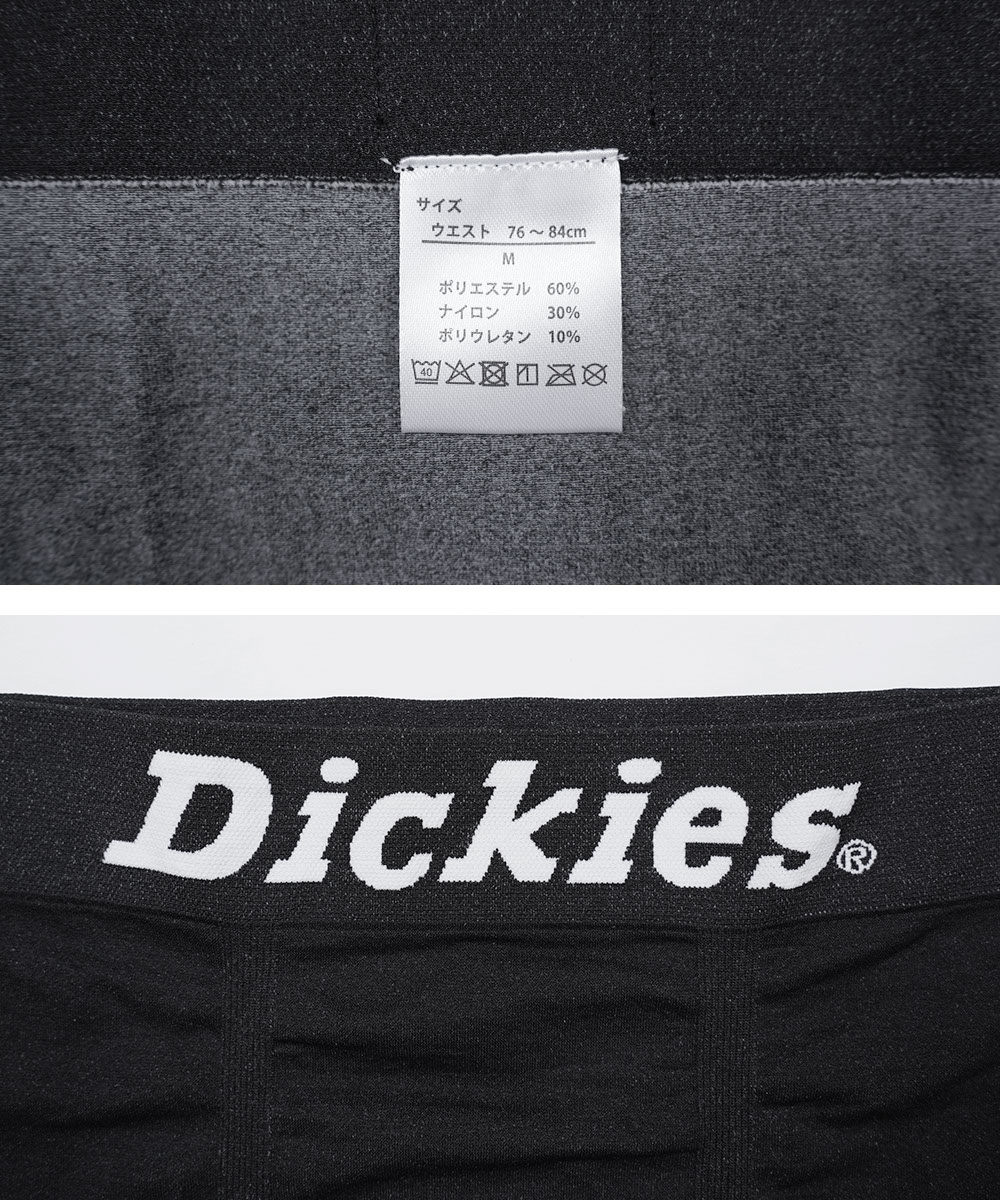 サイズ
ウエスト 76～84cm
M
ポリエステル 60%
ナイロン 30%
ポリウレタン 10%
40
Dickies®